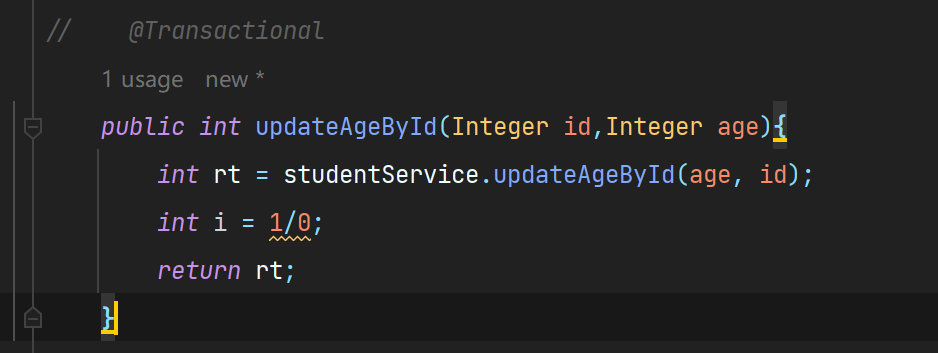 //    @Transactional
1 usage   new *
public int updateAgeById(Integer id,Integer age){
    int rt = studentService.updateAgeById(age, id);
    int i = 1/0;
    return rt;
}